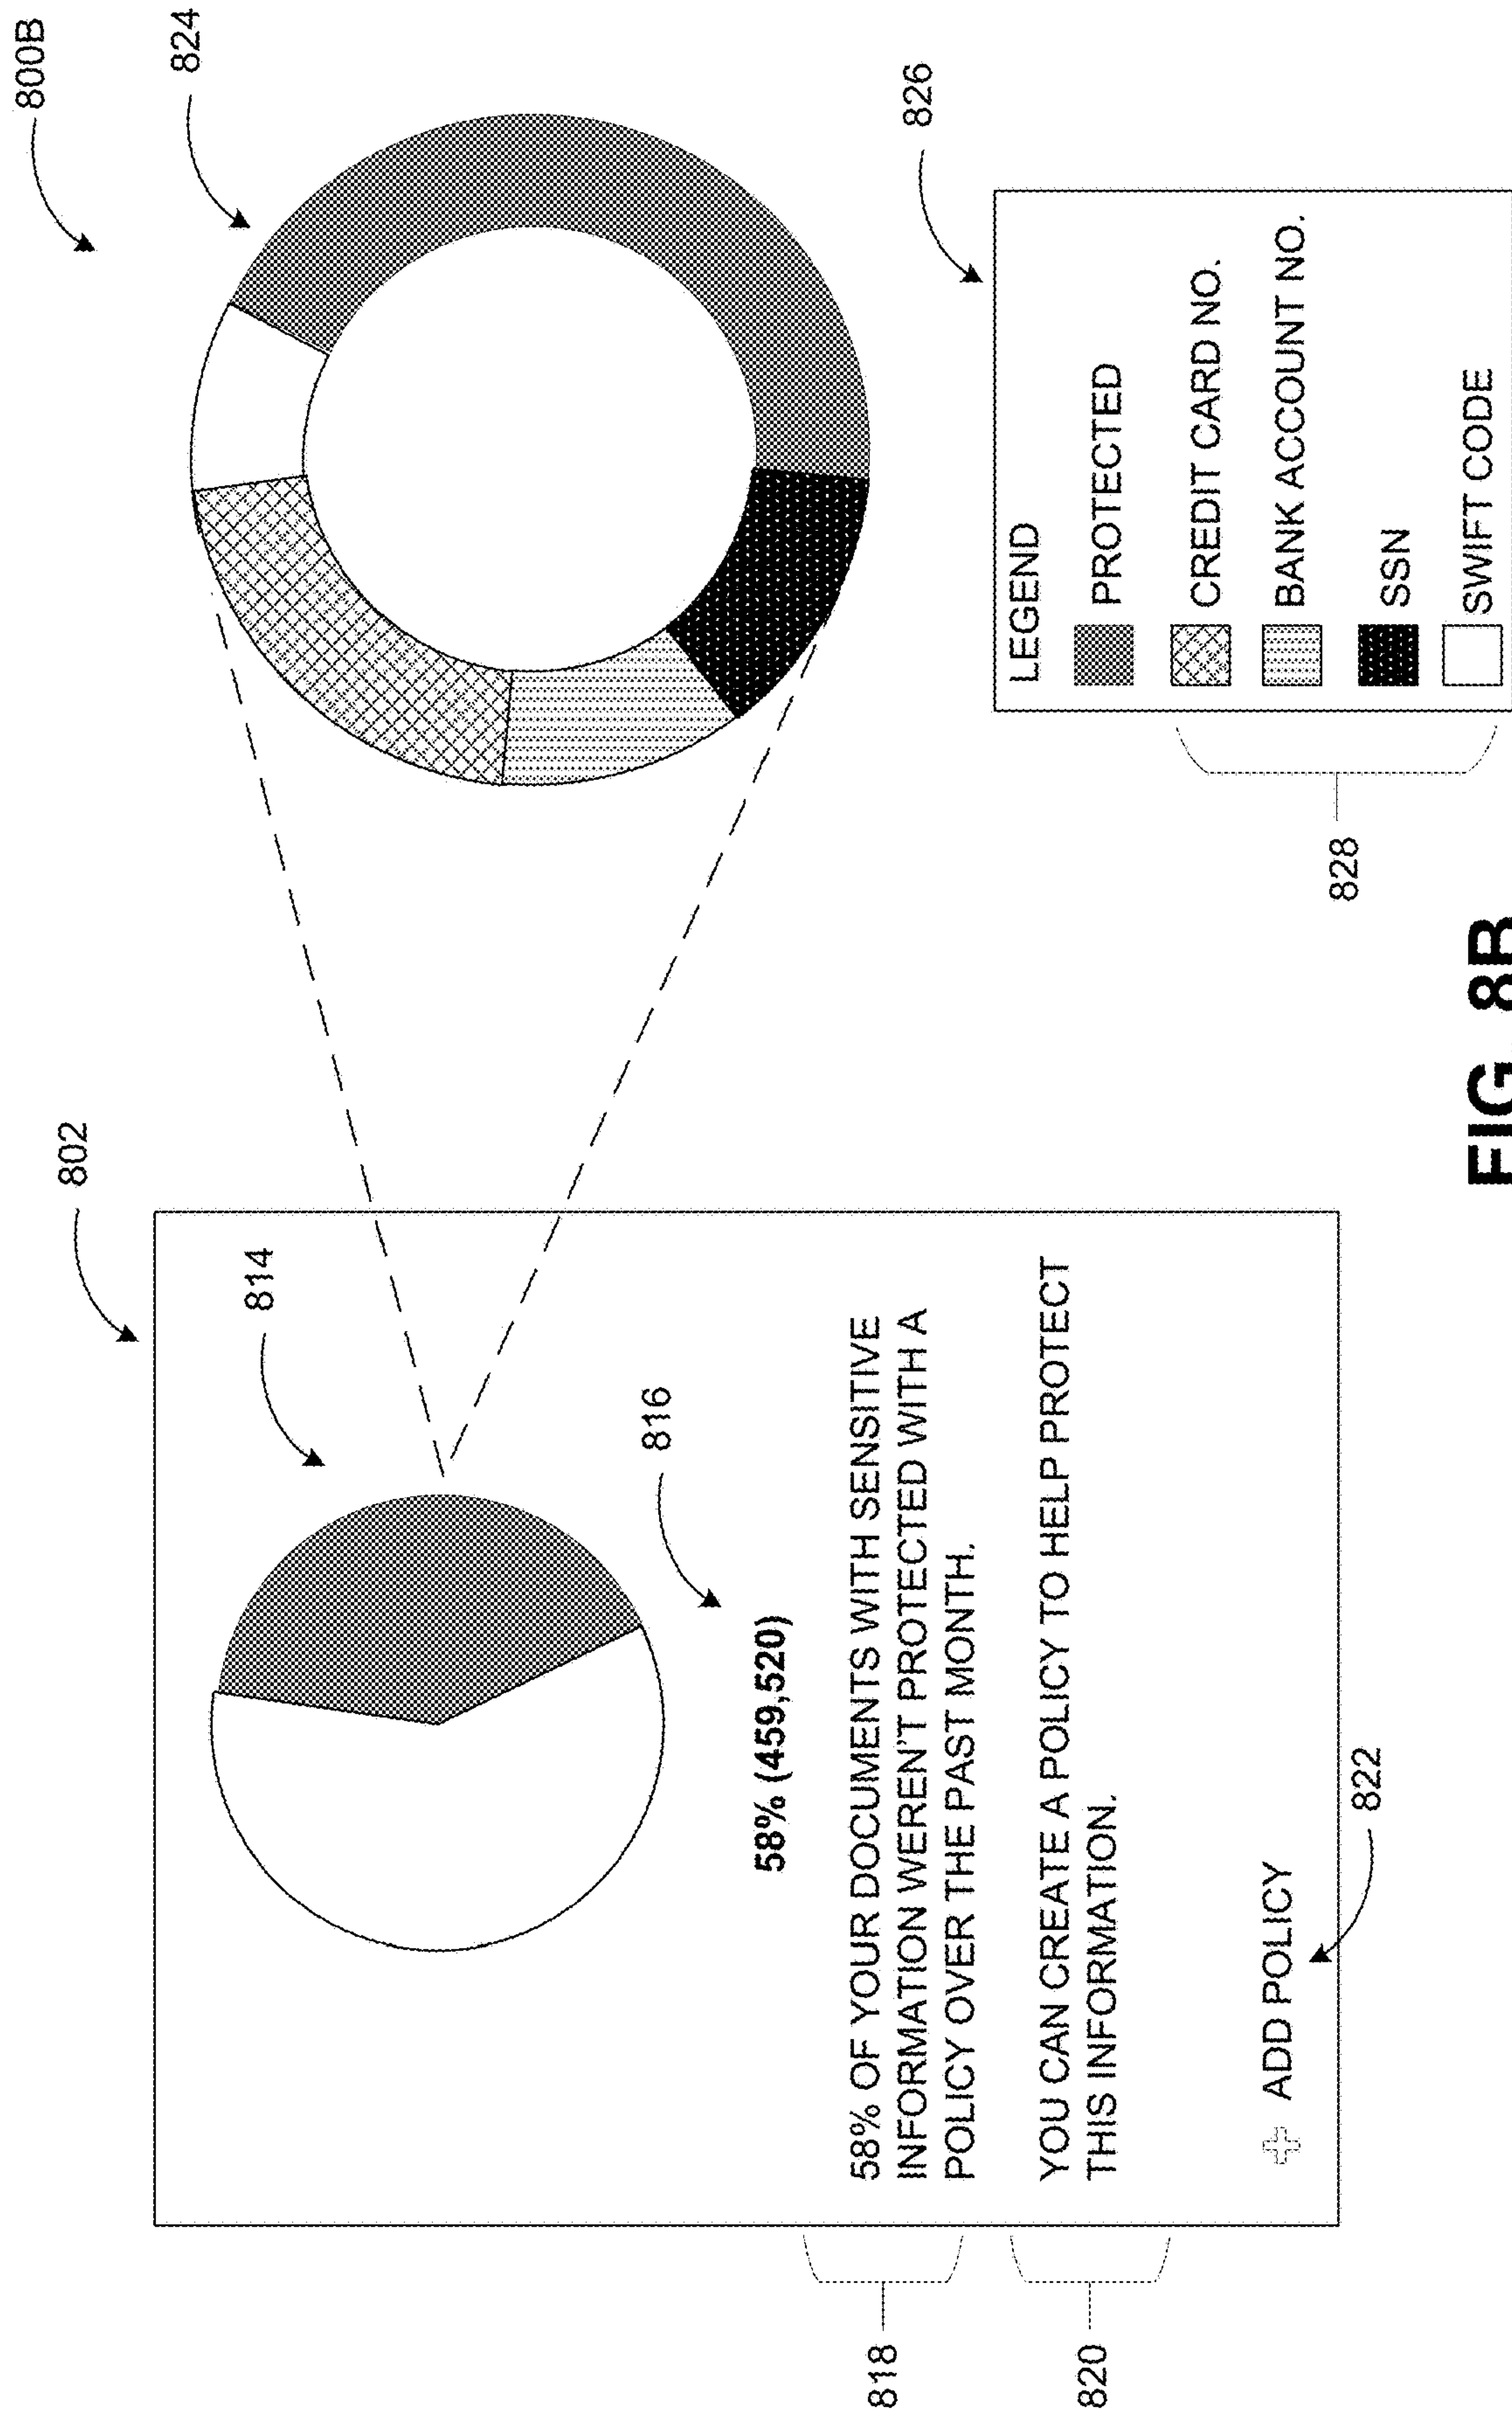 800B
802
814
824
816
58% (459,520)
818
58% OF YOUR DOCUMENTS WITH SENSITIVE
INFORMATION WEREN'T PROTECTED WITH A
POLICY OVER THE PAST MONTH.
820
YOU CAN CREATE A POLICY TO HELP PROTECT
THIS INFORMATION.
ADD POLICY
822
826
LEGEND
PROTECTED
CREDIT CARD NO.
BANK ACCOUNT NO.
SSN
SWIFT CODE
828
FIG. 8B